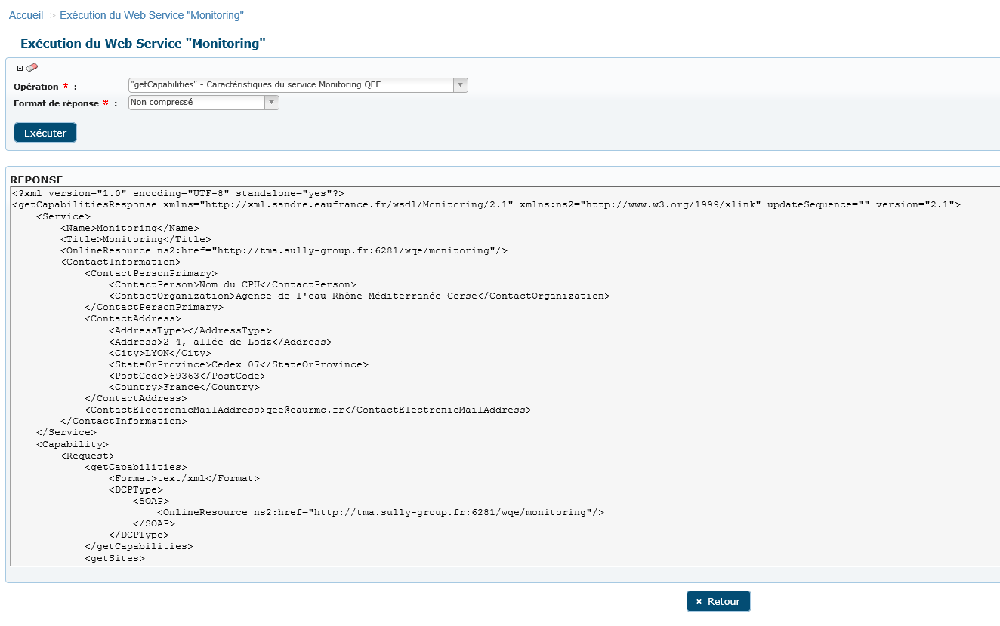 Accueil > Exécution du Web Service "Monitoring"
Exécution du Web Service "Monitoring"
Opération * : "getCapabilities" - Caractéristiques du service Monitoring QEE
Format de réponse * : Non compressé
Exécuter
REPONSE
<?xml version="1.0" encoding="UTF-8" standalone="yes"?>
<getCapabilitiesResponse xmlns="http://xml.sandre.eaufrance.fr/wsdl/Monitoring/2.1" xmlns:ns2="http://www.w3.org/1999/xlink" updateSequence="" version="2.1">
    <Service>
        <Name>Monitoring</Name>
        <Title>Monitoring</Title>
        <OnlineResource ns2:href="http://tma.sully-group.fr:6281/wqe/monitoring"/>
        <ContactInformation>
            <ContactPersonPrimary>
                <ContactPerson>Nom du CPU</ContactPerson>
                <ContactOrganization>Agence de l'eau Rhône Méditerranée Corse</ContactOrganization>
            </ContactPersonPrimary>
            <ContactAddress>
                <AddressType></AddressType>
                <Address>2-4, allée de Lodz</Address>
                <City>LYON</City>
                <StateOrProvince>Cedex 07</StateOrProvince>
                <PostCode>69363</PostCode>
                <Country>France</Country>
            </ContactAddress>
            <ContactElectronicMailAddress>qee@eaurmc.fr</ContactElectronicMailAddress>
        </ContactInformation>
    </Service>
    <Capability>
        <Request>
            <getCapabilities>
                <Format>text/xml</Format>
                <DCPType>
                    <SOAP>
                        <OnlineResource ns2:href="http://tma.sully-group.fr:6281/wqe/monitoring"/>
                    </SOAP>
                </DCPType>
            </getCapabilities>
            <getSites>
Retour